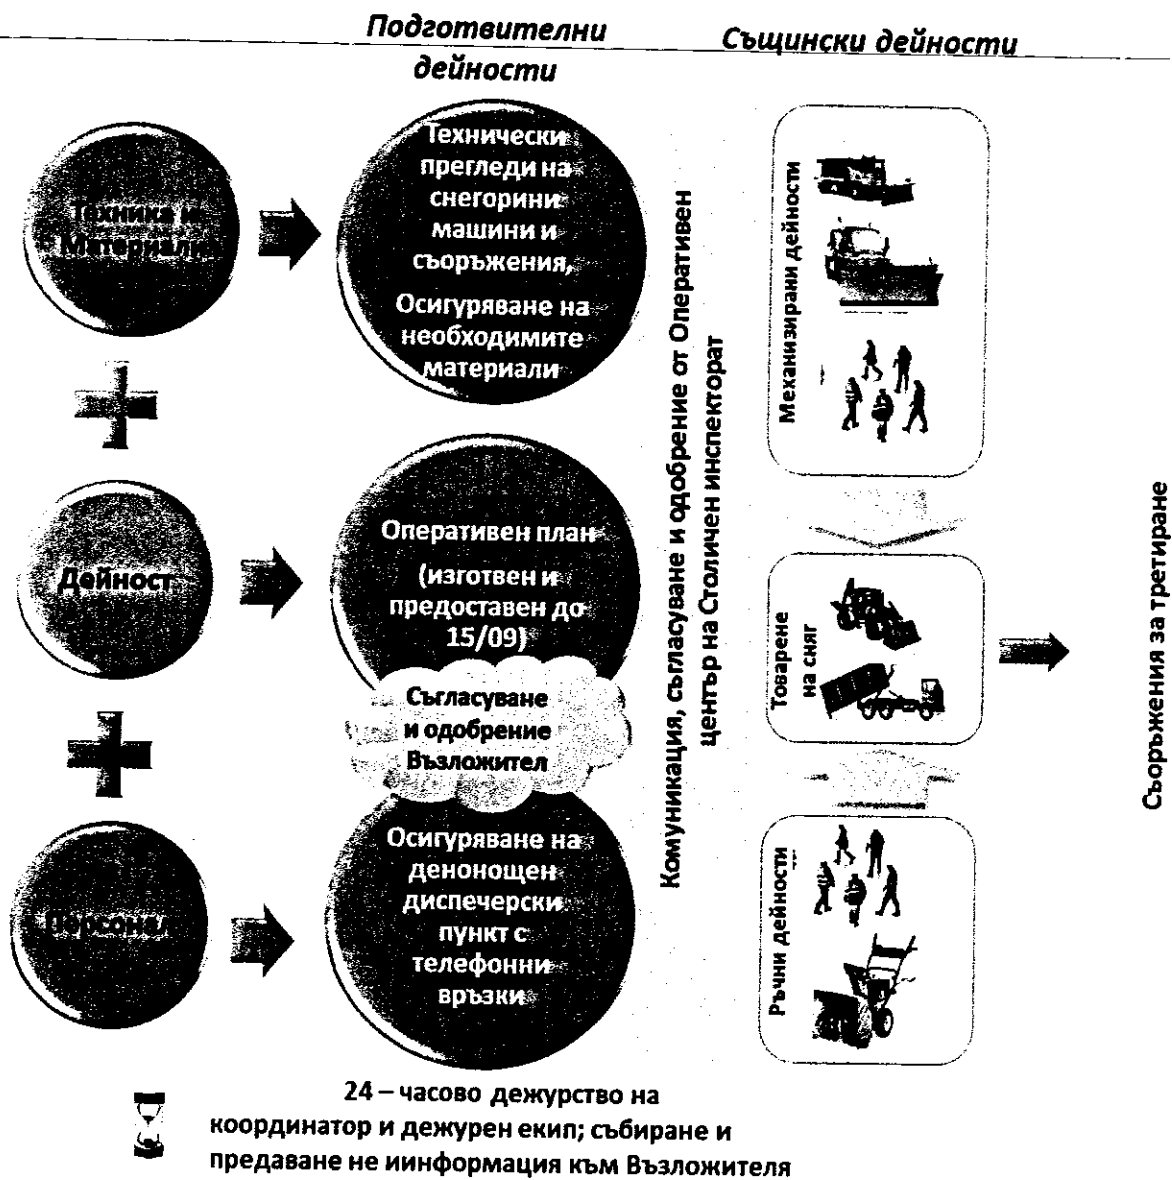 Подготвителни
дейности
Същински дейности
Техника и
Материали
Технически
прегледи на
снегорини
машини и
съоръжения,
Осигуряване на
необходимите
материали
Дейност
Оперативен план
(изготвен и
предоставен до
15/09)
Съгласуване
и одобрение
Възложител
Персонал
Осигуряване на
денонощен
диспечерски
пункт с
телефонни
връзки
Комуникация, съгласуване и одобрение от Оперативен
център на Столичен инспекторат
Механизирани дейности
Товарене
на сняг
Ръчни дейности
Съоръжения за третиране
24 – часово дежурство на
координатор и дежурен екип; събиране и
предаване не иинформация към Възложителя